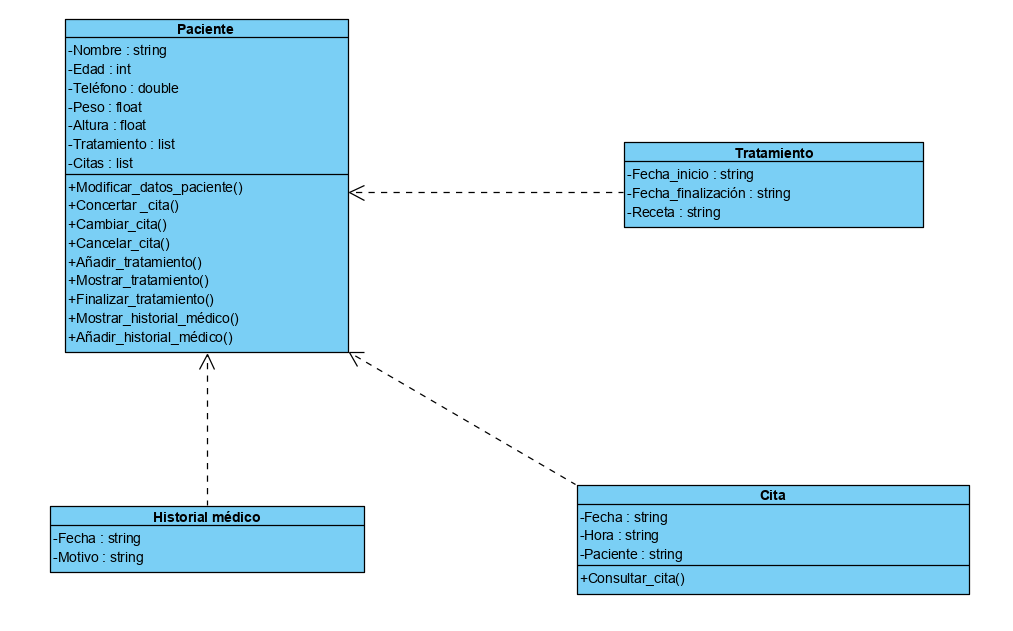 Paciente
-Nombre : string
-Edad : int
-Teléfono : double
-Peso : float
-Altura : float
-Tratamiento : list
-Citas : list
+Modificar_datos_paciente()
+Concertar _cita()
+Cambiar_cita()
+Cancelar_cita()
+Añadir_tratamiento()
+Mostrar_tratamiento()
+Finalizar_tratamiento()
+Mostrar_historial_médico()
+Añadir_historial_médico()
Tratamiento
-Fecha_inicio : string
-Fecha_finalización : string
-Receta : string
Historial médico
-Fecha : string
-Motivo : string
Cita
-Fecha : string
-Hora : string
-Paciente : string
+Consultar_cita()